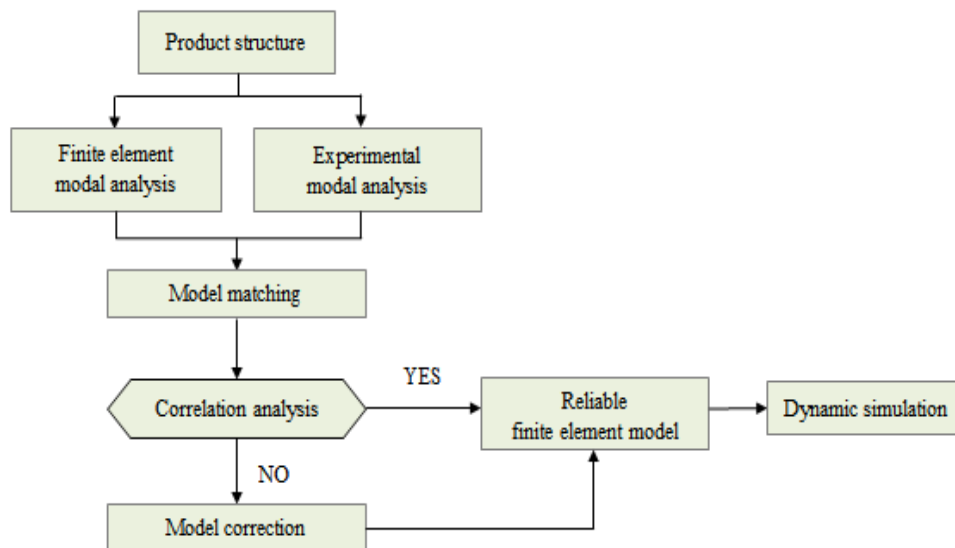 Product structure
Finite element
modal analysis
Experimental
modal analysis
Model matching
Correlation analysis
YES
Reliable
finite element model
Dynamic simulation
NO
Model correction